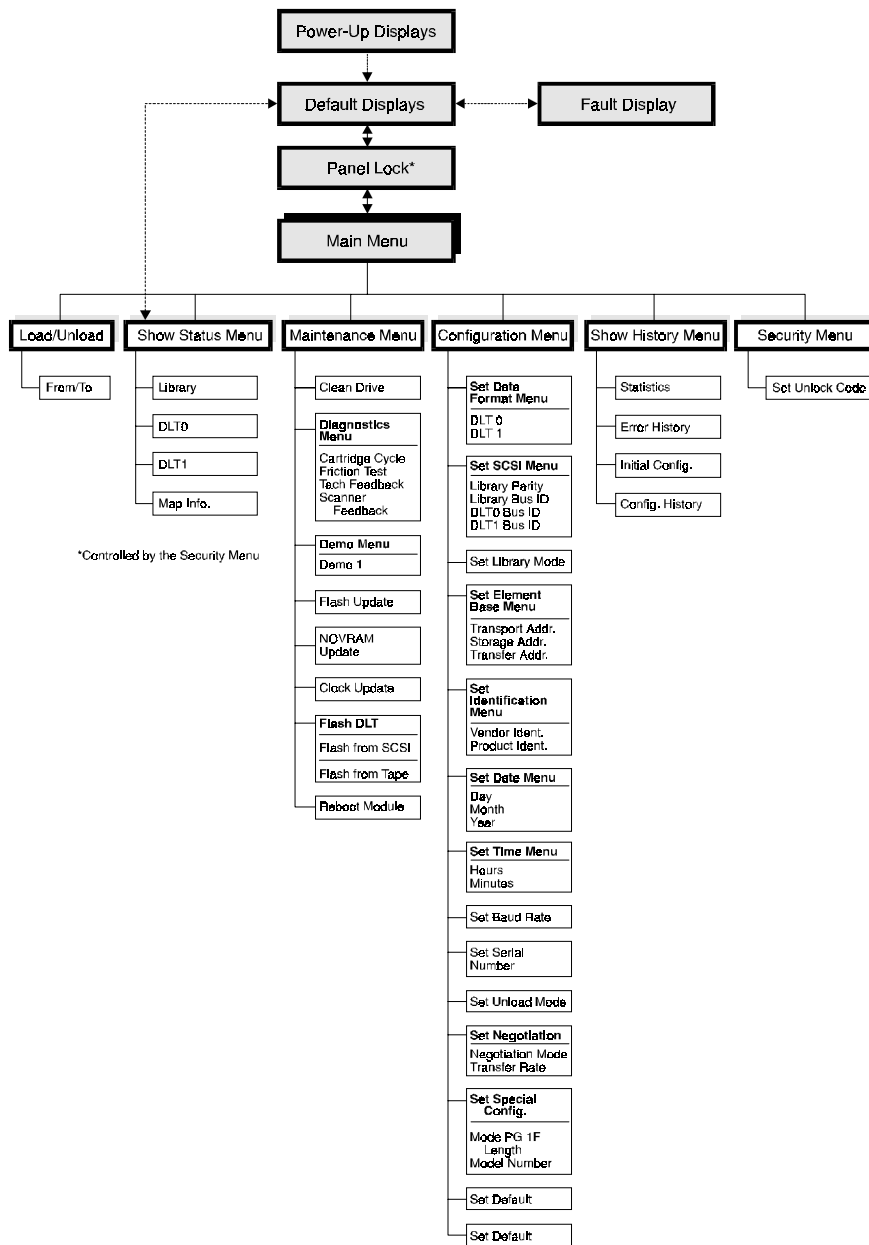 Power-Up Displays
Default Displays
Fault Display
Panel Lock*
Main Menu
Load/Unload
From/To
Show Status Menu
Library
DLT0
DLT1
Map Info.
*Controlled by the Security Menu
Maintenance Menu
Clean Drive
Diagnostics
Menu
Cartridge Cycle
Friction Test
Tach Feedback
Scanner
Feedback
Demo Menu
Demo 1
Flash Update
NOVRAM
Update
Clock Update
Flash DLT
Flash from SCSI
Flash from Tape
Reboot Module
Configuration Menu
Set Data
Format Menu
DLT 0
DLT 1
Set SCSI Menu
Library Parity
Library Bus ID
DLT0 Bus ID
DLT1 Bus ID
Set Library Mode
Set Element
Base Menu
Transport Addr.
Storage Addr.
Transfer Addr.
Set
Identification
Menu
Vendor Ident.
Product Ident.
Set Date Menu
Day
Month
Year
Set Time Menu
Hours
Minutes
Set Baud Rate
Set Serial
Number
Set Unload Mode
Set Negotiation
Negotiation Mode
Transfer Rate
Set Special
Config.
Mode PG 1F
Length
Model Number
Set Default
Set Default
Show History Menu
Statistics
Error History
Initial Config.
Config. History
Security Menu
Set Unlock Code